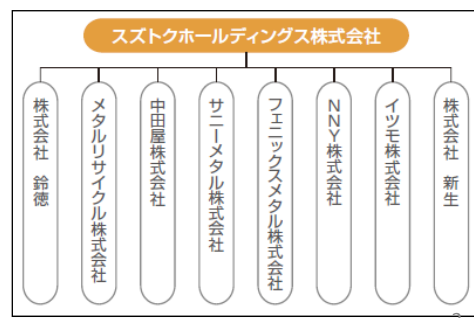 スズトクホールディングス株式会社
株式会社 鈴徳
メタルリサイクル株式会社
中田屋株式会社
サニーメタル株式会社
フェニックスメタル株式会社
NNY株式会社
イツモ株式会社
株式会社 新生